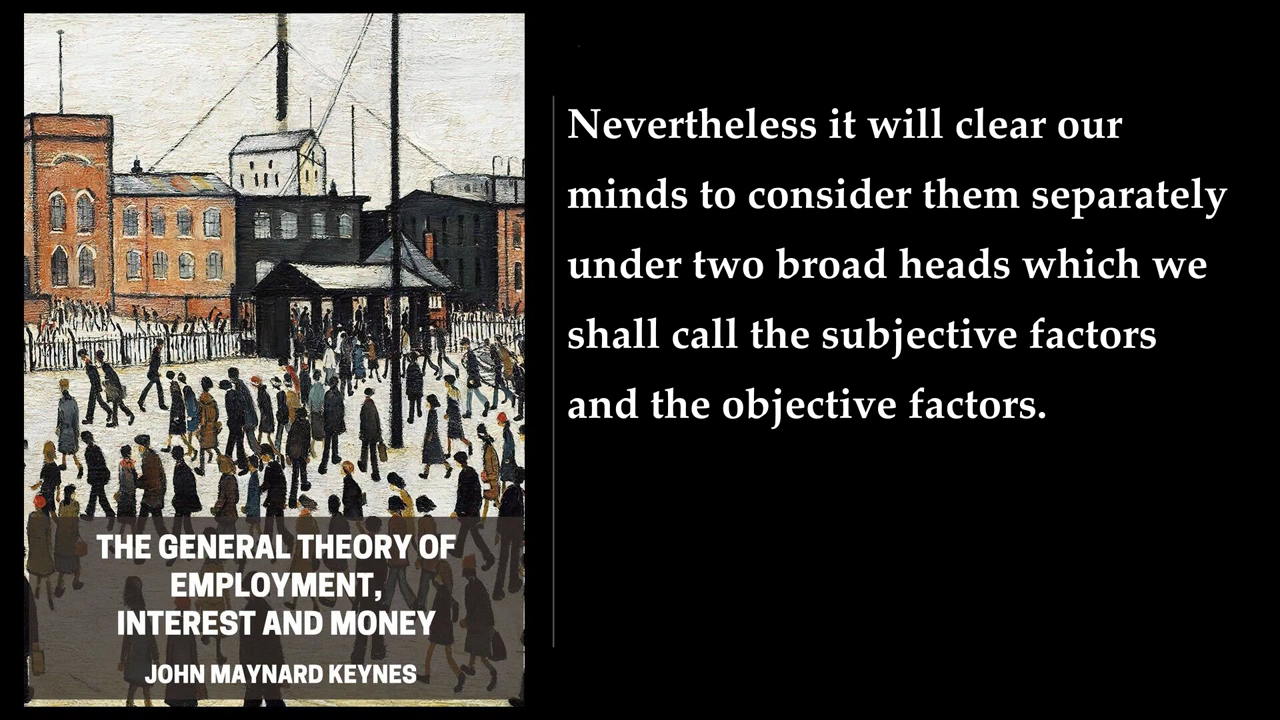 THE GENERAL THEORY OF
EMPLOYMENT,
INTEREST AND MONEY
JOHN MAYNARD KEYNES
Nevertheless it will clear our
minds to consider them separately
under two broad heads which we
shall call the subjective factors
and the objective factors.